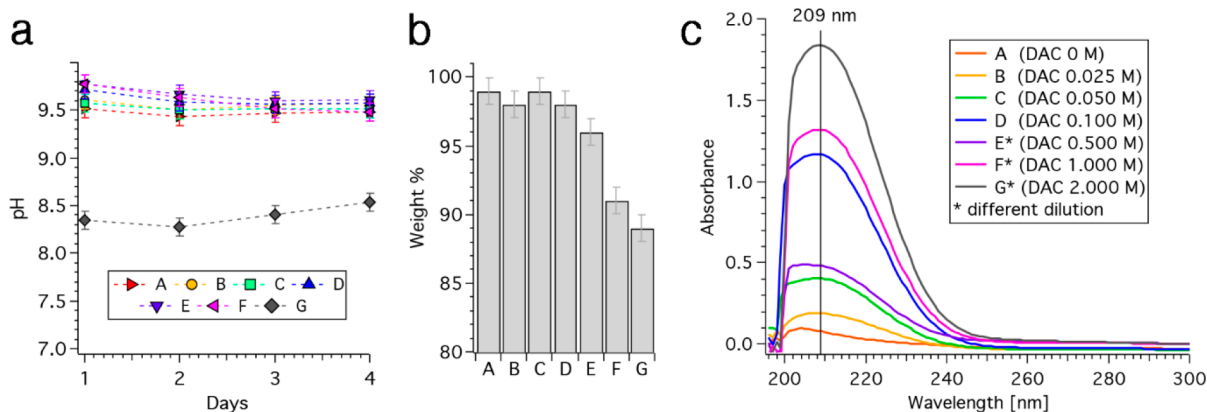 a
pH
9.5
9.0
8.5
8.0
7.5
7.0
A B C D
E F G
1 2 3 4
Days
b
Weight %
100
95
90
85
80
A B C D E F G
c
209 nm
Absorbance
2.0
1.5
1.0
0.5
0.0
A (DAC 0 M)
B (DAC 0.025 M)
C (DAC 0.050 M)
D (DAC 0.100 M)
E* (DAC 0.500 M)
F* (DAC 1.000 M)
G* (DAC 2.000 M)
* different dilution
200 220 240 260 280 300
Wavelength [nm]